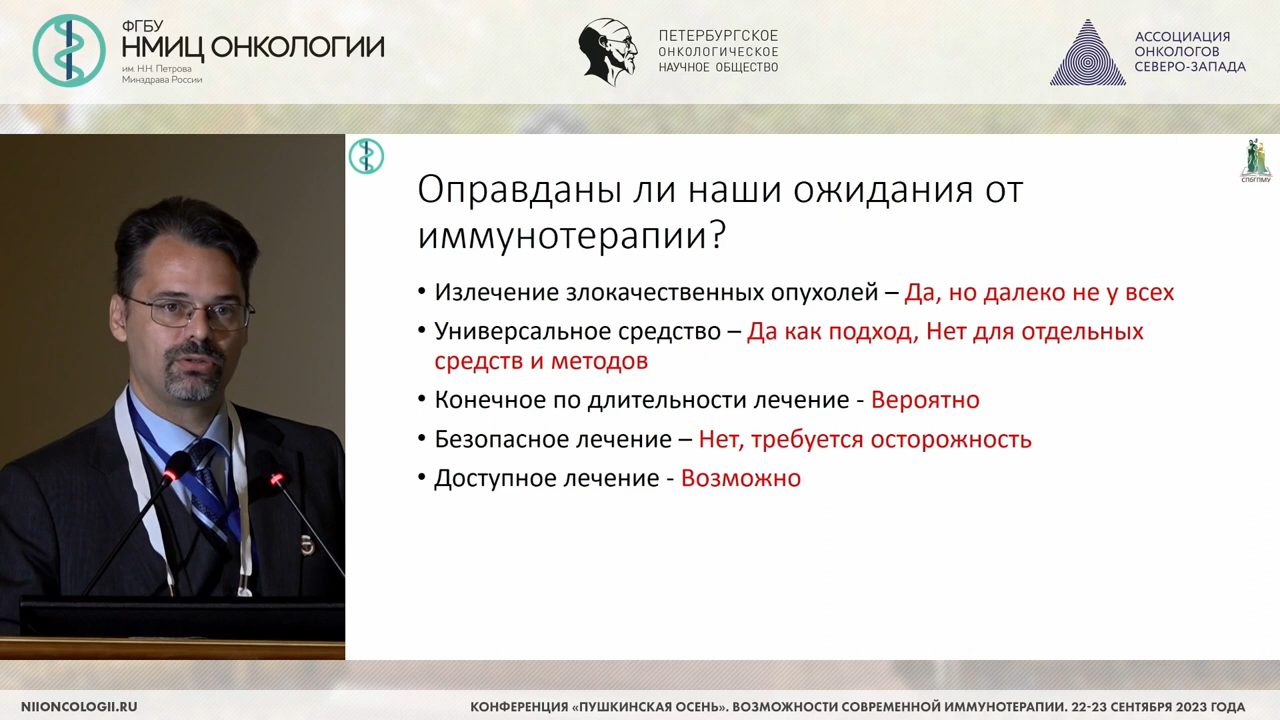 ФГБУ
НМИЦ ОНКОЛОГИИ
им. Н.Н. Петрова
Минздрава России
ПЕТЕРБУРГСКОЕ
ОНКОЛОГИЧЕСКОЕ
НАУЧНОЕ ОБЩЕСТВО
АССОЦИАЦИЯ
ОНКОЛОГОВ
СЕВЕРО-ЗАПАДА
СПбГПМУ
Оправданы ли наши ожидания от
иммунотерапии?
• Излечение злокачественных опухолей – Да, но далеко не у всех
• Универсальное средство – Да как подход, Нет для отдельных
средств и методов
• Конечное по длительности лечение - Вероятно
• Безопасное лечение – Нет, требуется осторожность
• Доступное лечение - Возможно
NIIONCOLOGII.RU
КОНФЕРЕНЦИЯ «ПУШКИНСКАЯ ОСЕНЬ». ВОЗМОЖНОСТИ СОВРЕМЕННОЙ ИММУНОТЕРАПИИ. 22-23 СЕНТЯБРЯ 2023 ГОДА